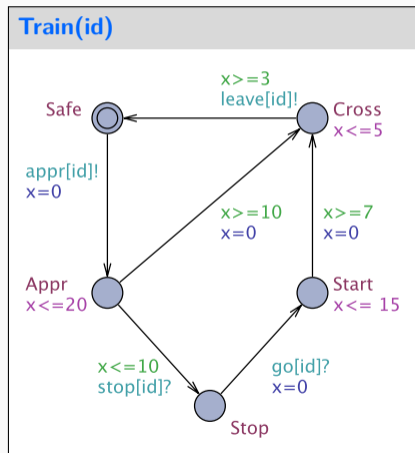 Train(id)
x>=3
leave[id]!
Safe
Cross
x<=5
appr[id]!
x=0
x>=10
x=0
x>=7
x=0
Appr
x<=20
Start
x<= 15
x<=10
stop[id]?
go[id]?
x=0
Stop